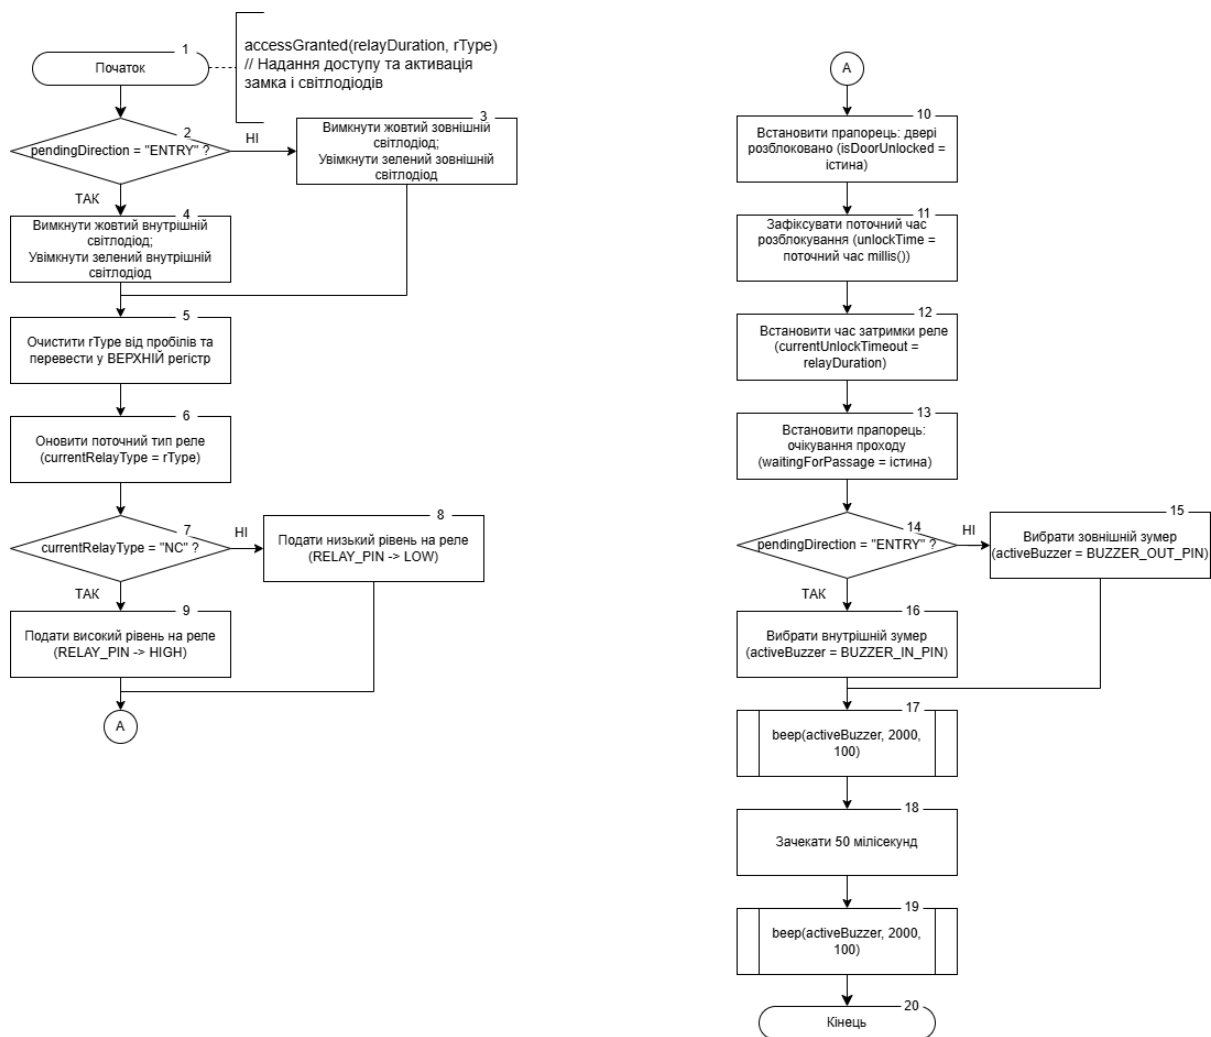 1
Початок
accessGranted(relayDuration, rType)
// Надання доступу та активація
замка і світлодіодів
2
pendingDirection = "ENTRY" ?
НІ
ТАК
3
Вимкнути жовтий зовнішній
світлодіод;
Увімкнути зелений зовнішній
світлодіод
4
Вимкнути жовтий внутрішній
світлодіод;
Увімкнути зелений внутрішній
світлодіод
5
Очистити rType від пробілів та
перевести у ВЕРХНІЙ регістр
6
Оновити поточний тип реле
(currentRelayType = rType)
7
currentRelayType = "NC" ?
НІ
ТАК
8
Подати низький рівень на реле
(RELAY_PIN -> LOW)
9
Подати високий рівень на реле
(RELAY_PIN -> HIGH)
A
A
10
Встановити прапорець: двері
розблоковано (isDoorUnlocked =
істина)
11
Зафіксувати поточний час
розблокування (unlockTime =
поточний час millis())
12
Встановити час затримки реле
(currentUnlockTimeout =
relayDuration)
13
Встановити прапорець:
очікування проходу
(waitingForPassage = істина)
14
pendingDirection = "ENTRY" ?
НІ
ТАК
15
Вибрати зовнішній зумер
(activeBuzzer = BUZZER_OUT_PIN)
16
Вибрати внутрішній зумер
(activeBuzzer = BUZZER_IN_PIN)
17
beep(activeBuzzer, 2000,
100)
18
Зачекати 50 мілісекунд
19
beep(activeBuzzer, 2000,
100)
20
Кінець